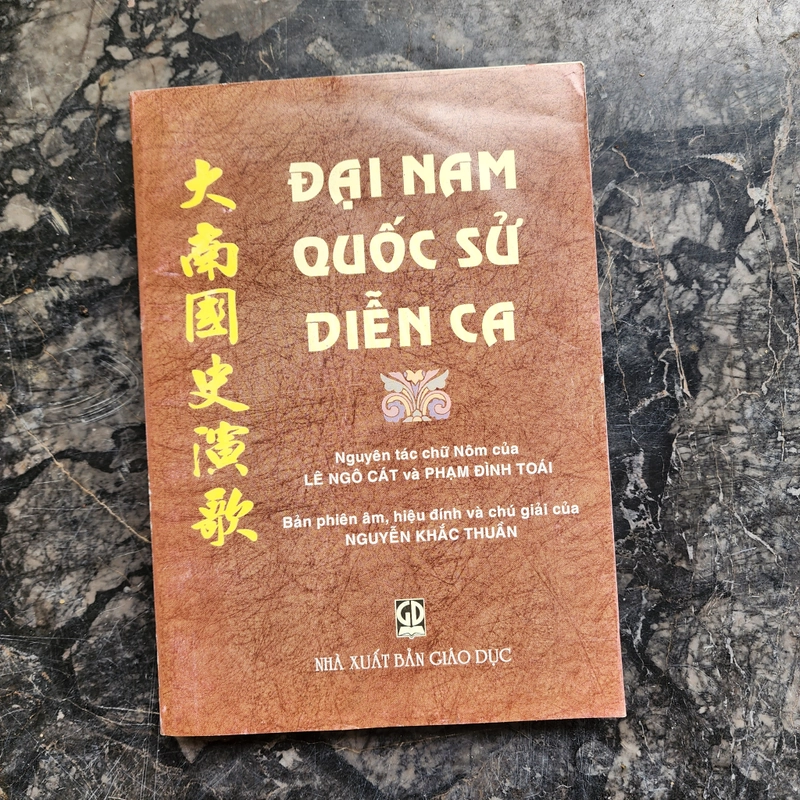 大南國史演歌
ĐẠI NAM
QUỐC SỬ
DIỄN CA
Nguyên tác chữ Nôm của
LÊ NGÔ CÁT và PHẠM ĐÌNH TOÁI
Bản phiên âm, hiệu đính và chú giải của
NGUYỄN KHẮC THUẦN
GD
NHÀ XUẤT BẢN GIÁO DỤC